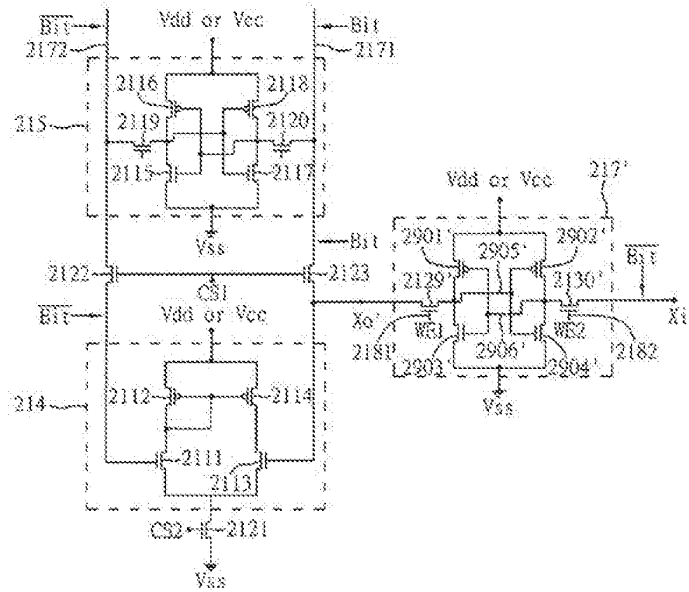 Bit
Vdd or Vcc
Bit
2172
2171
2116
2118
215
2119
2120
2115
2117
Vss
Bit
Vdd or Vcc
217'
2901'
2905'
2902'
2129'
2130'
Bit
2122
2123
CS1
Bit
Vdd or Vcc
Xo'
WE1
WE2
Xi
2181'
2903'
2906'
2904'
2182
Vss
214
2112
2114
2111
2113
CS2
2121
Vss